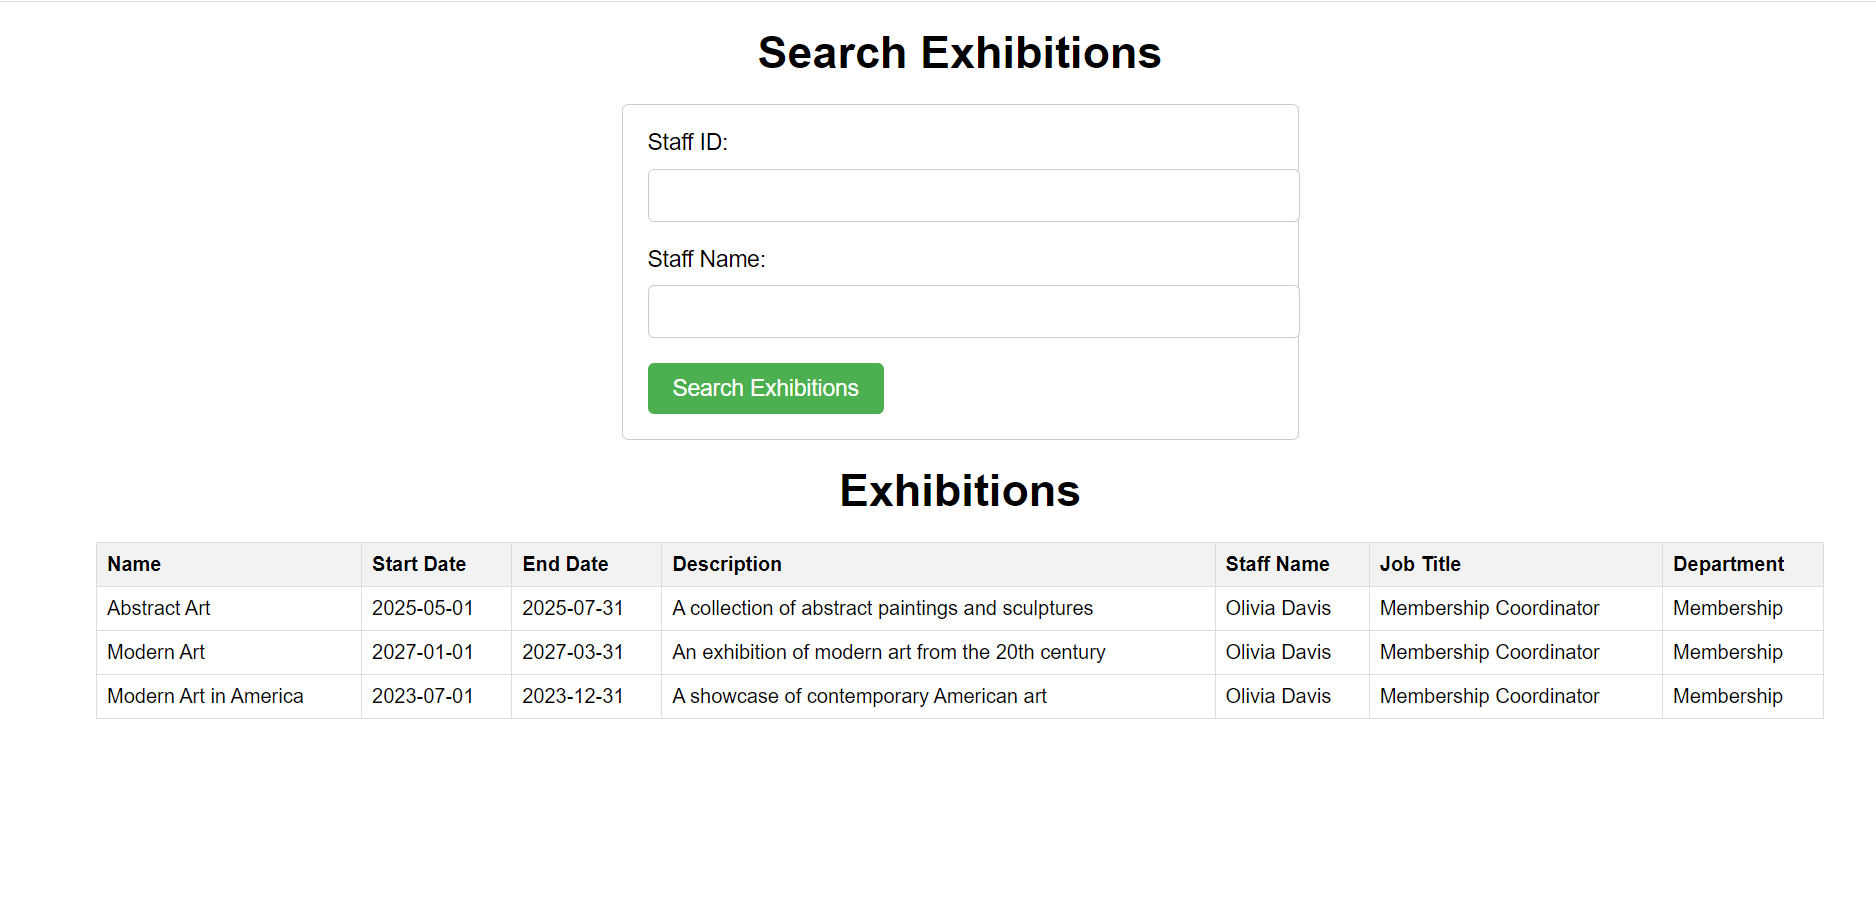 Search Exhibitions
Staff ID:
Staff Name:
Search Exhibitions
Exhibitions
Name Start Date End Date Description Staff Name Job Title Department
Abstract Art 2025-05-01 2025-07-31 A collection of abstract paintings and sculptures Olivia Davis Membership Coordinator Membership
Modern Art 2027-01-01 2027-03-31 An exhibition of modern art from the 20th century Olivia Davis Membership Coordinator Membership
Modern Art in America 2023-07-01 2023-12-31 A showcase of contemporary American art Olivia Davis Membership Coordinator Membership